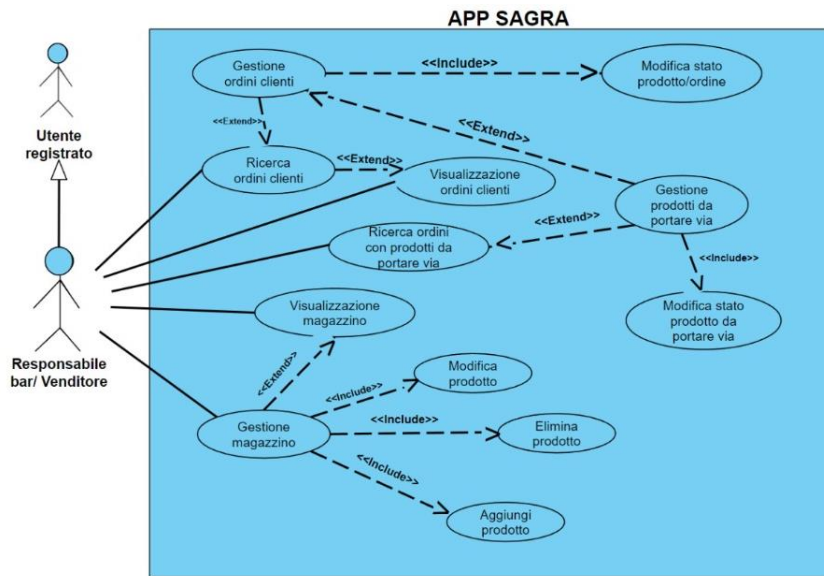 APP SAGRA
Utente
registrato
Responsabile
bar/ Venditore
Gestione
ordini clienti
<<Include>>
Modifica stato
prodotto/ordine
<<Extend>>
<<Extend>>
Ricerca
ordini clienti
<<Extend>>
Visualizzazione
ordini clienti
Gestione
prodotti da
portare via
Ricerca ordini
con prodotti da
portare via
<<Extend>>
<<Include>>
Modifica stato
prodotto da
portare via
Visualizzazione
magazzino
<<Extend>>
Modifica
prodotto
<<Include>>
Gestione
magazzino
<<Include>>
Elimina
prodotto
<<Include>>
Aggiungi
prodotto